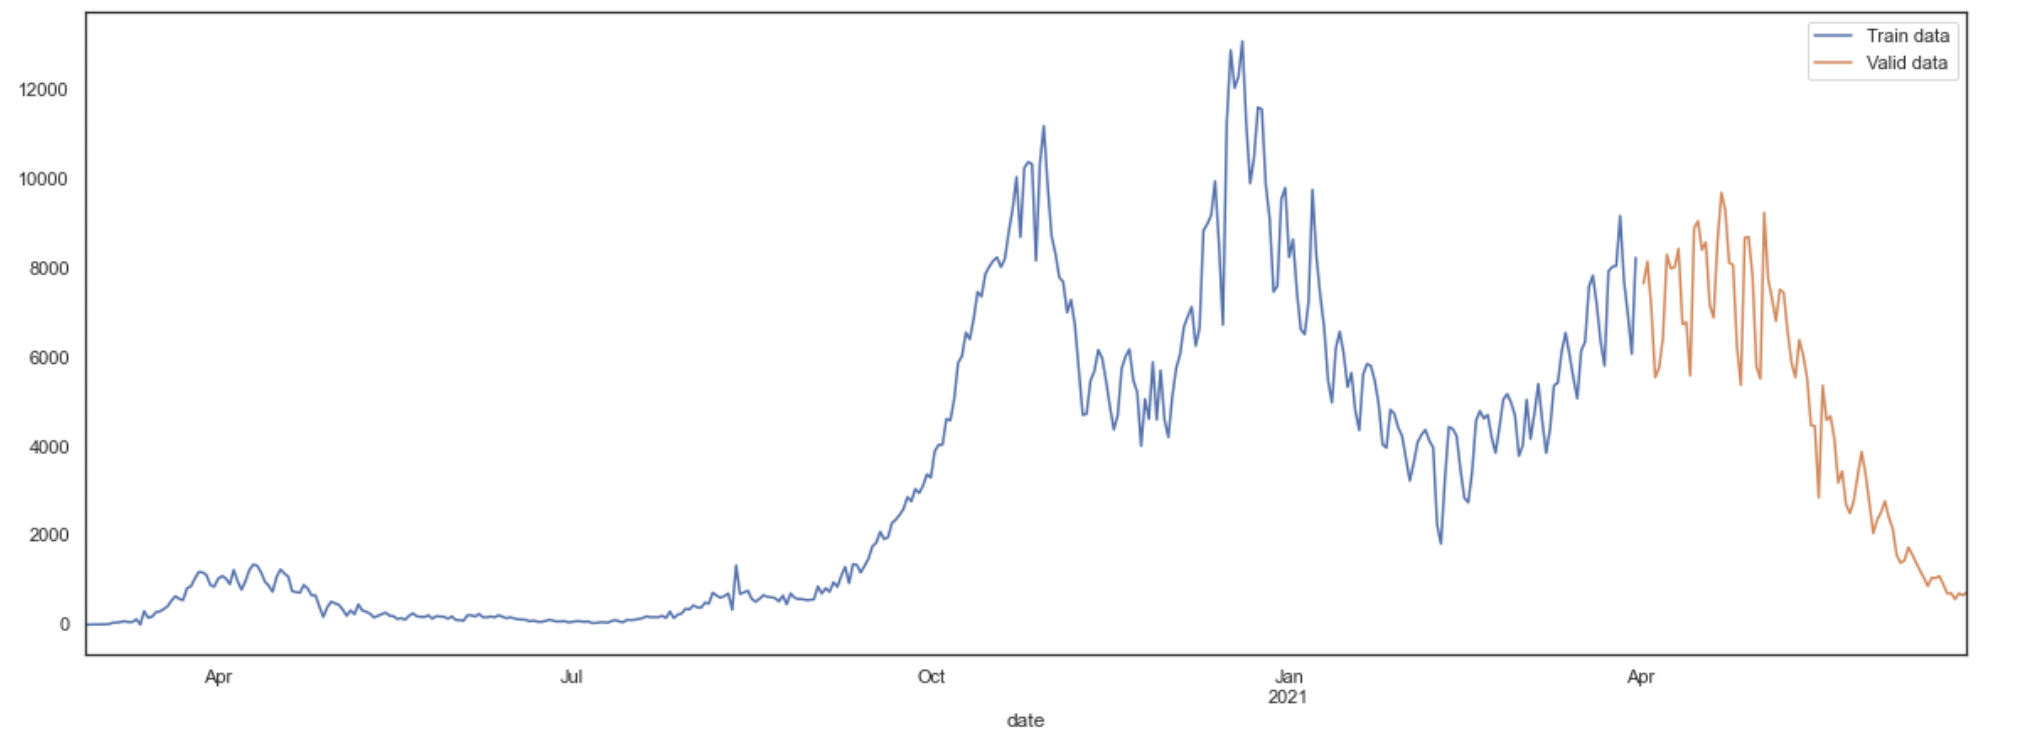 Train data
Valid data
12000
10000
8000
6000
4000
2000
0
Apr
Jul
Oct
Jan
2021
Apr
date